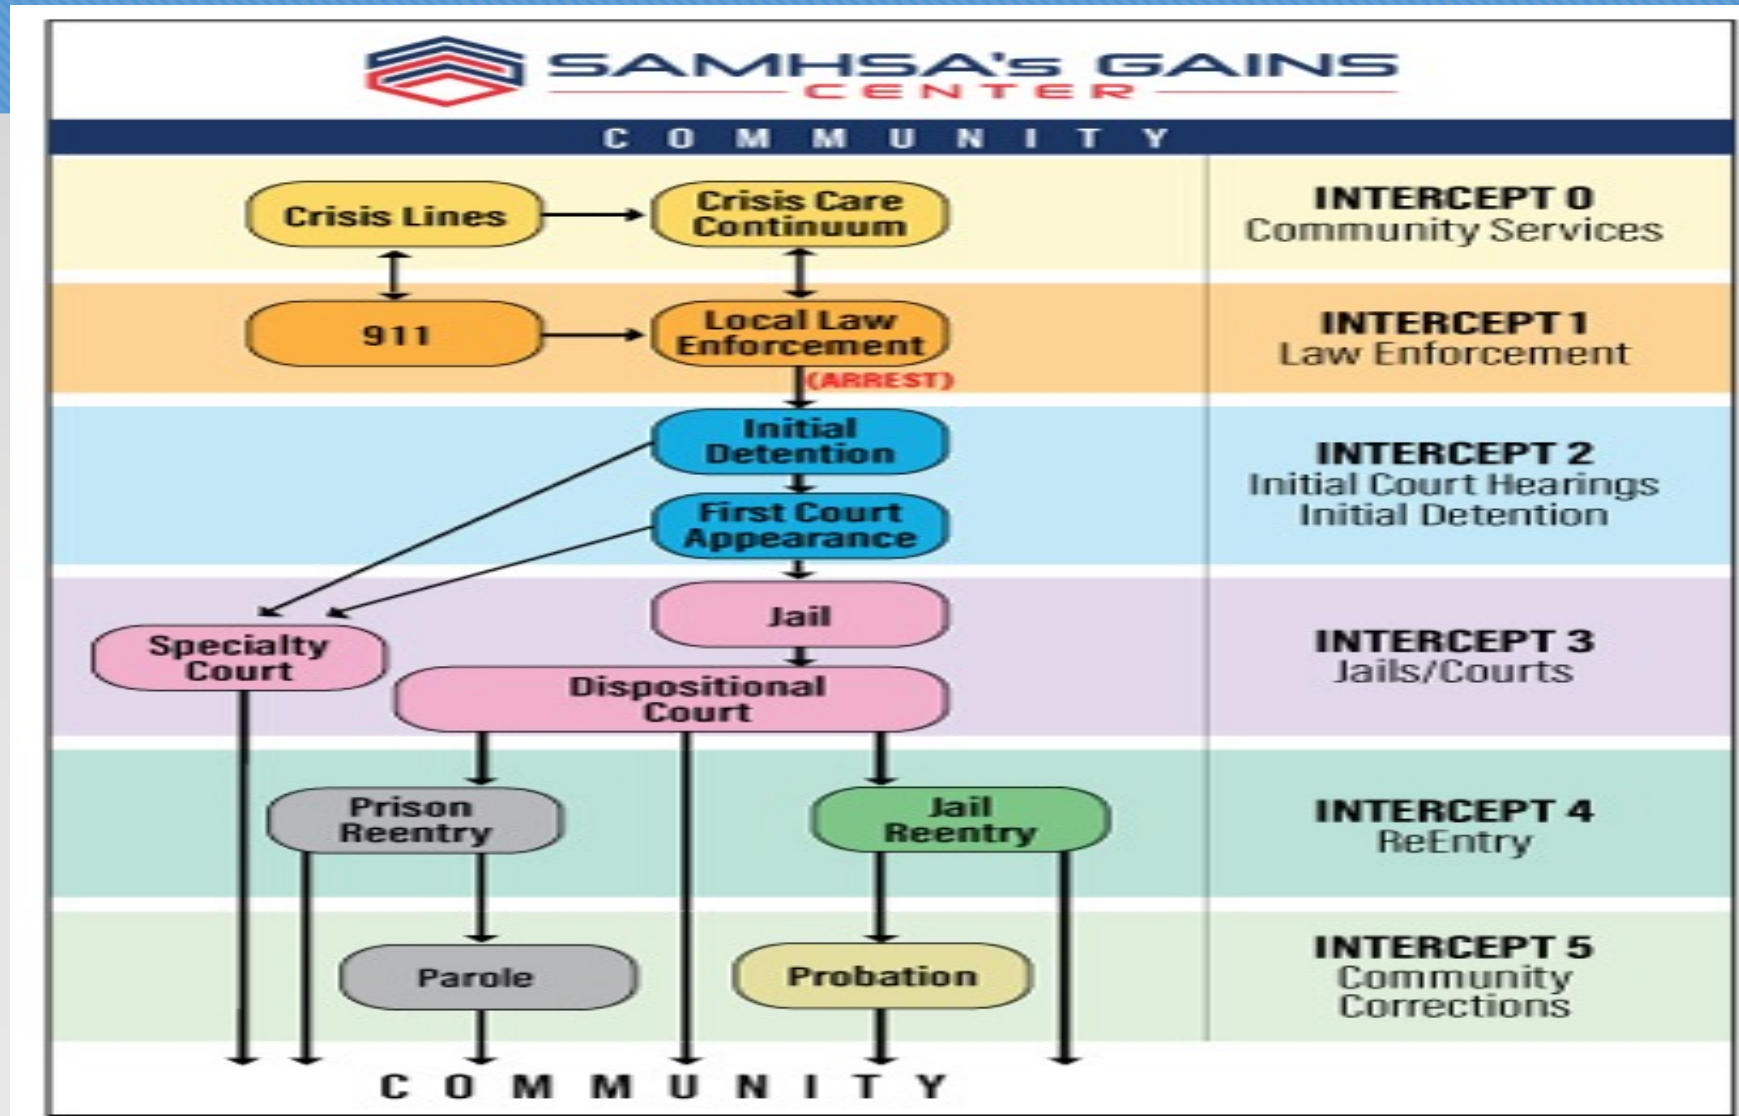 SAMHSA's GAINS
CENTER
COMMUNITY
Crisis Lines
Crisis Care
Continuum
INTERCEPT 0
Community Services
911
Local Law
Enforcement
(ARREST)
INTERCEPT 1
Law Enforcement
Initial
Detention
First Court
Appearance
INTERCEPT 2
Initial Court Hearings
Initial Detention
Specialty
Court
Jail
Dispositional
Court
INTERCEPT 3
Jails/Courts
Prison
Reentry
Jail
Reentry
INTERCEPT 4
ReEntry
Parole
Probation
INTERCEPT 5
Community
Corrections
COMMUNITY